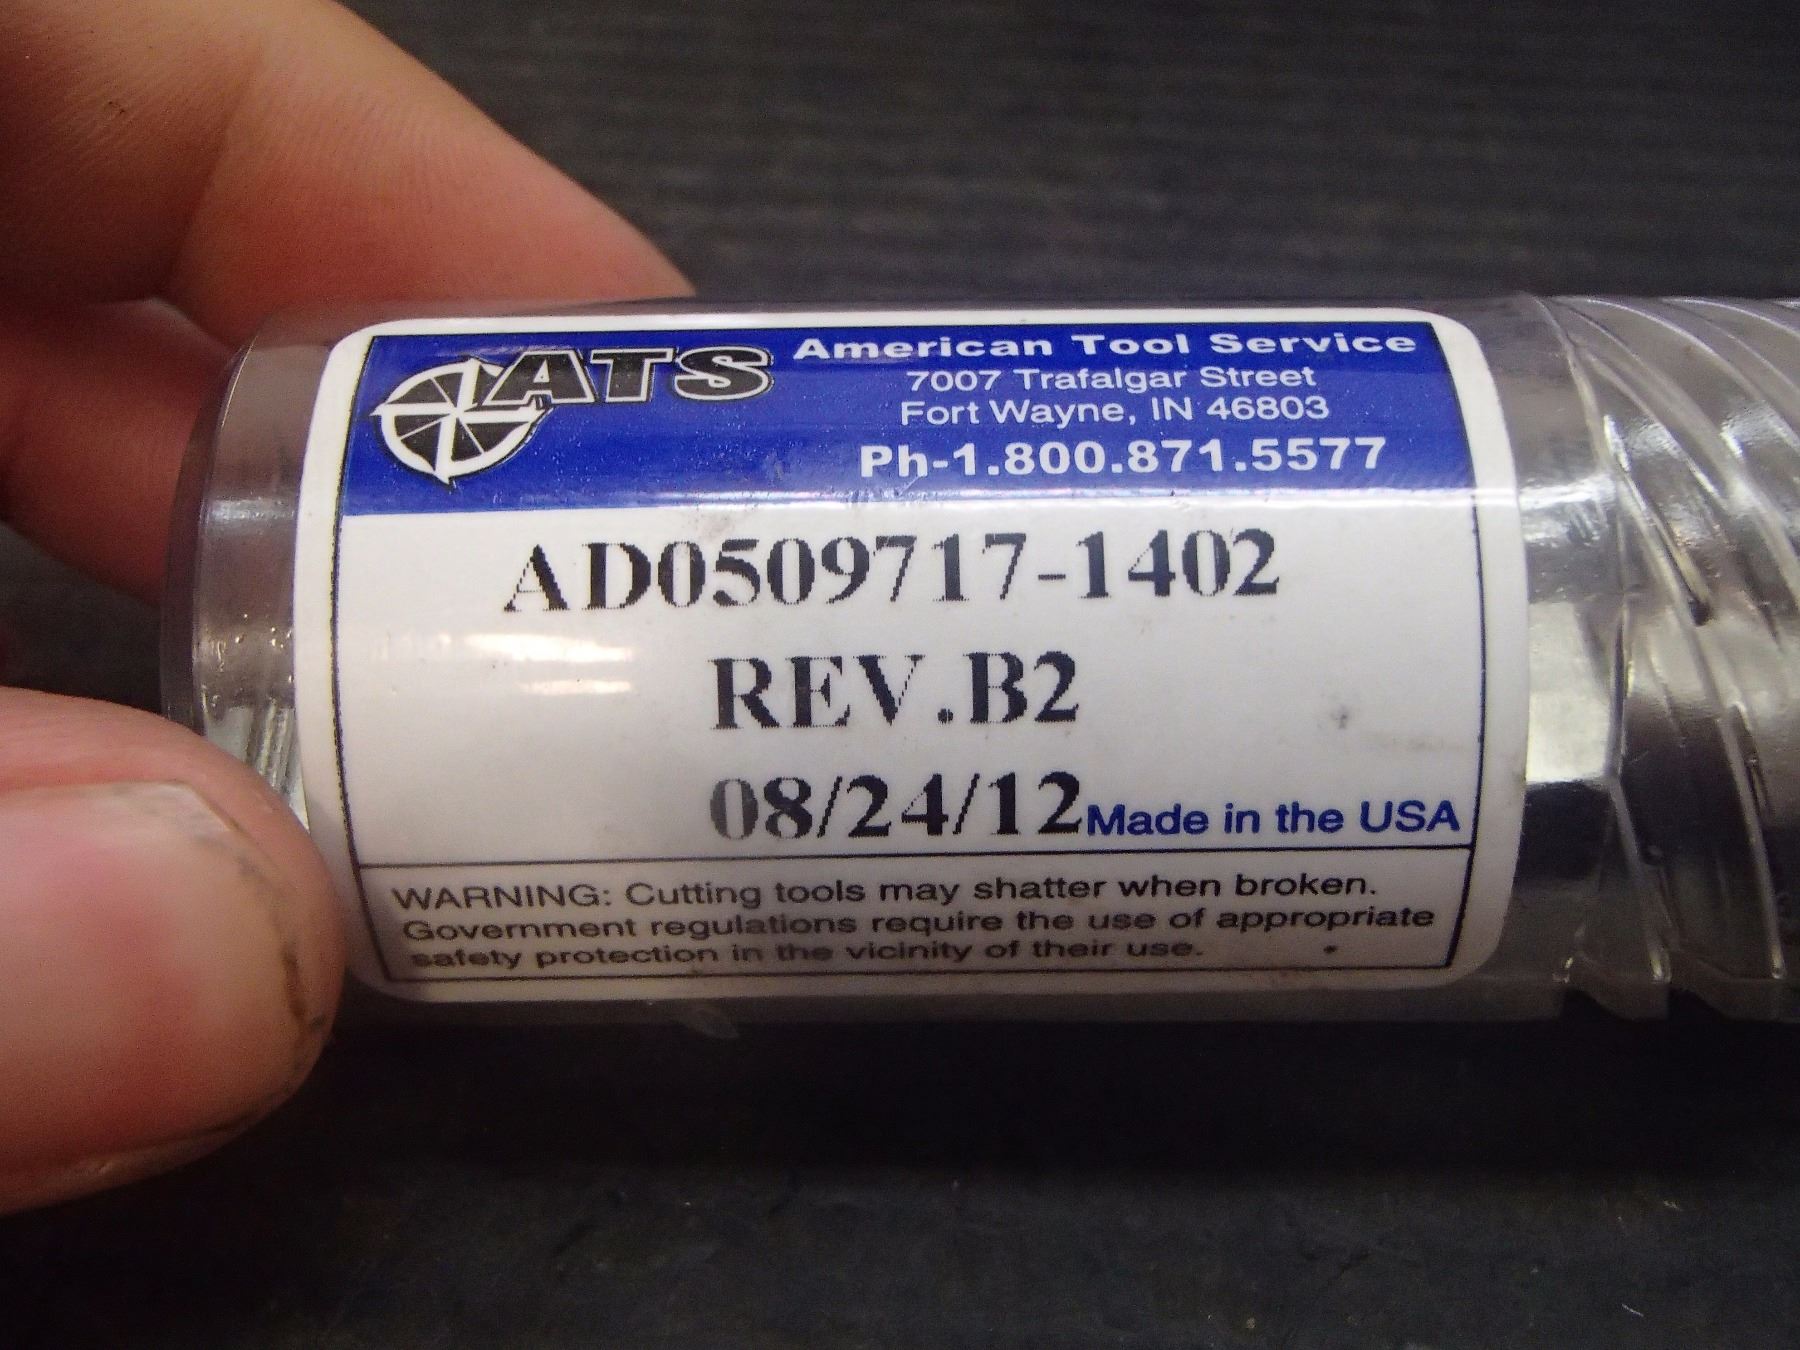 ATS
American Tool Service
7007 Trafalgar Street
Fort Wayne, IN 46803
Ph-1.800.871.5577
AD0509717-1402
REV.B2
08/24/12 Made in the USA
WARNING: Cutting tools may shatter when broken.
Government regulations require the use of appropriate
safety protection in the vicinity of their use.